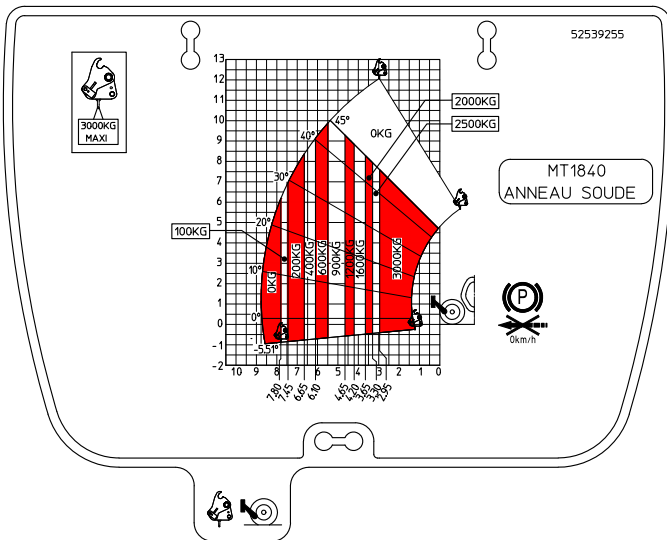 52539255
3000KG
MAXI
MT1840
ANNEAU SOUDE
2000KG
2500KG
100KG
0KG
0KG
200KG
400KG
600KG
900KG
1200KG
1600KG
3000KG
45°
40°
30°
20°
10°
0°
-5.51°
13
12
11
10
9
8
7
6
5
4
3
2
1
0
-1
-2
10 9 8 7 6 5 4 3 2 1 0
7.80 7.45 6.65 6.10 4.65 4.20 3.65 3.30 2.95
P
0km/h